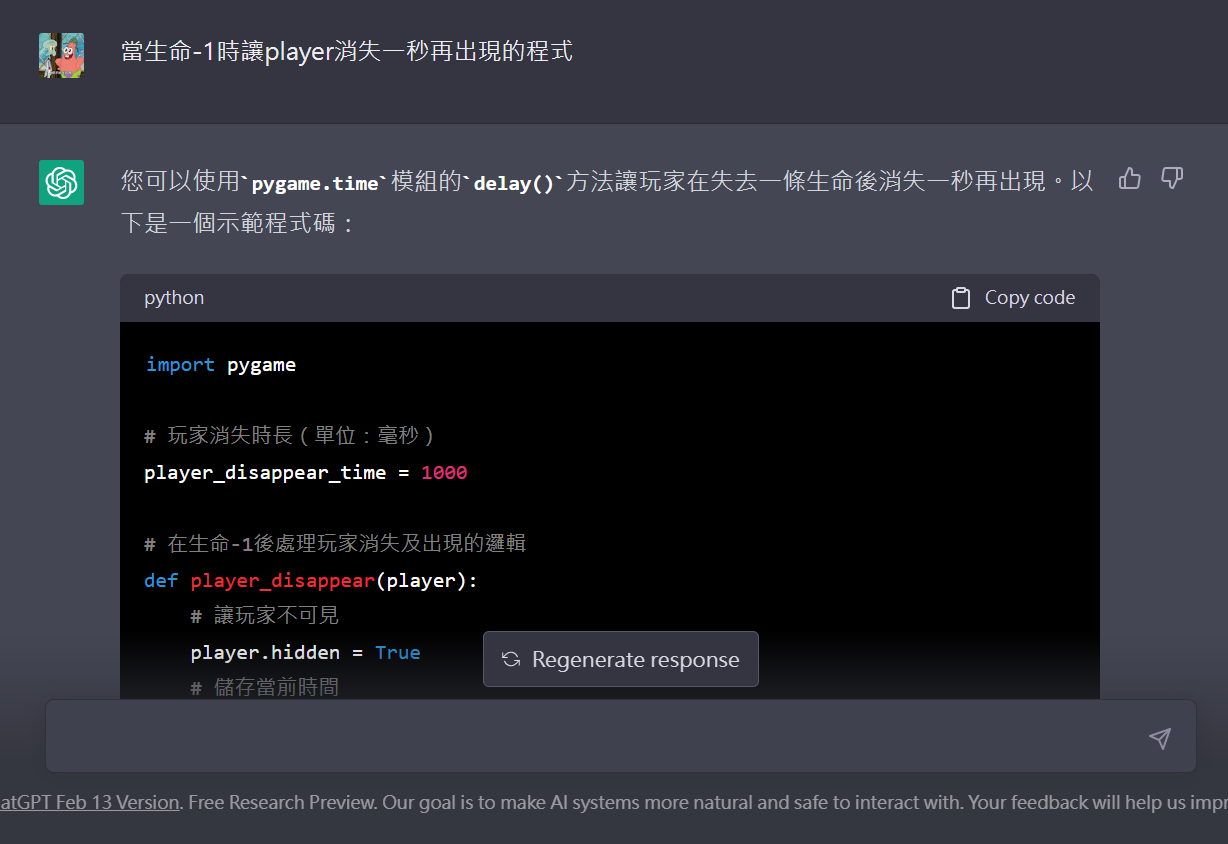 當生命-1時讓player消失一秒再出現的程式
您可以使用`pygame.time`模組的`delay()`方法讓玩家在失去一條生命後消失一秒再出現。以
下是一個示範程式碼：
python
Copy code
import pygame
# 玩家消失時長（單位：毫秒）
player_disappear_time = 1000
# 在生命-1後處理玩家消失及出現的邏輯
def player_disappear(player):
# 讓玩家不可見
player.hidden = True
Regenerate response
# 儲存當前時間
atGPT Feb 13 Version. Free Research Preview. Our goal is to make AI systems more natural and safe to interact with. Your feedback will help us impr